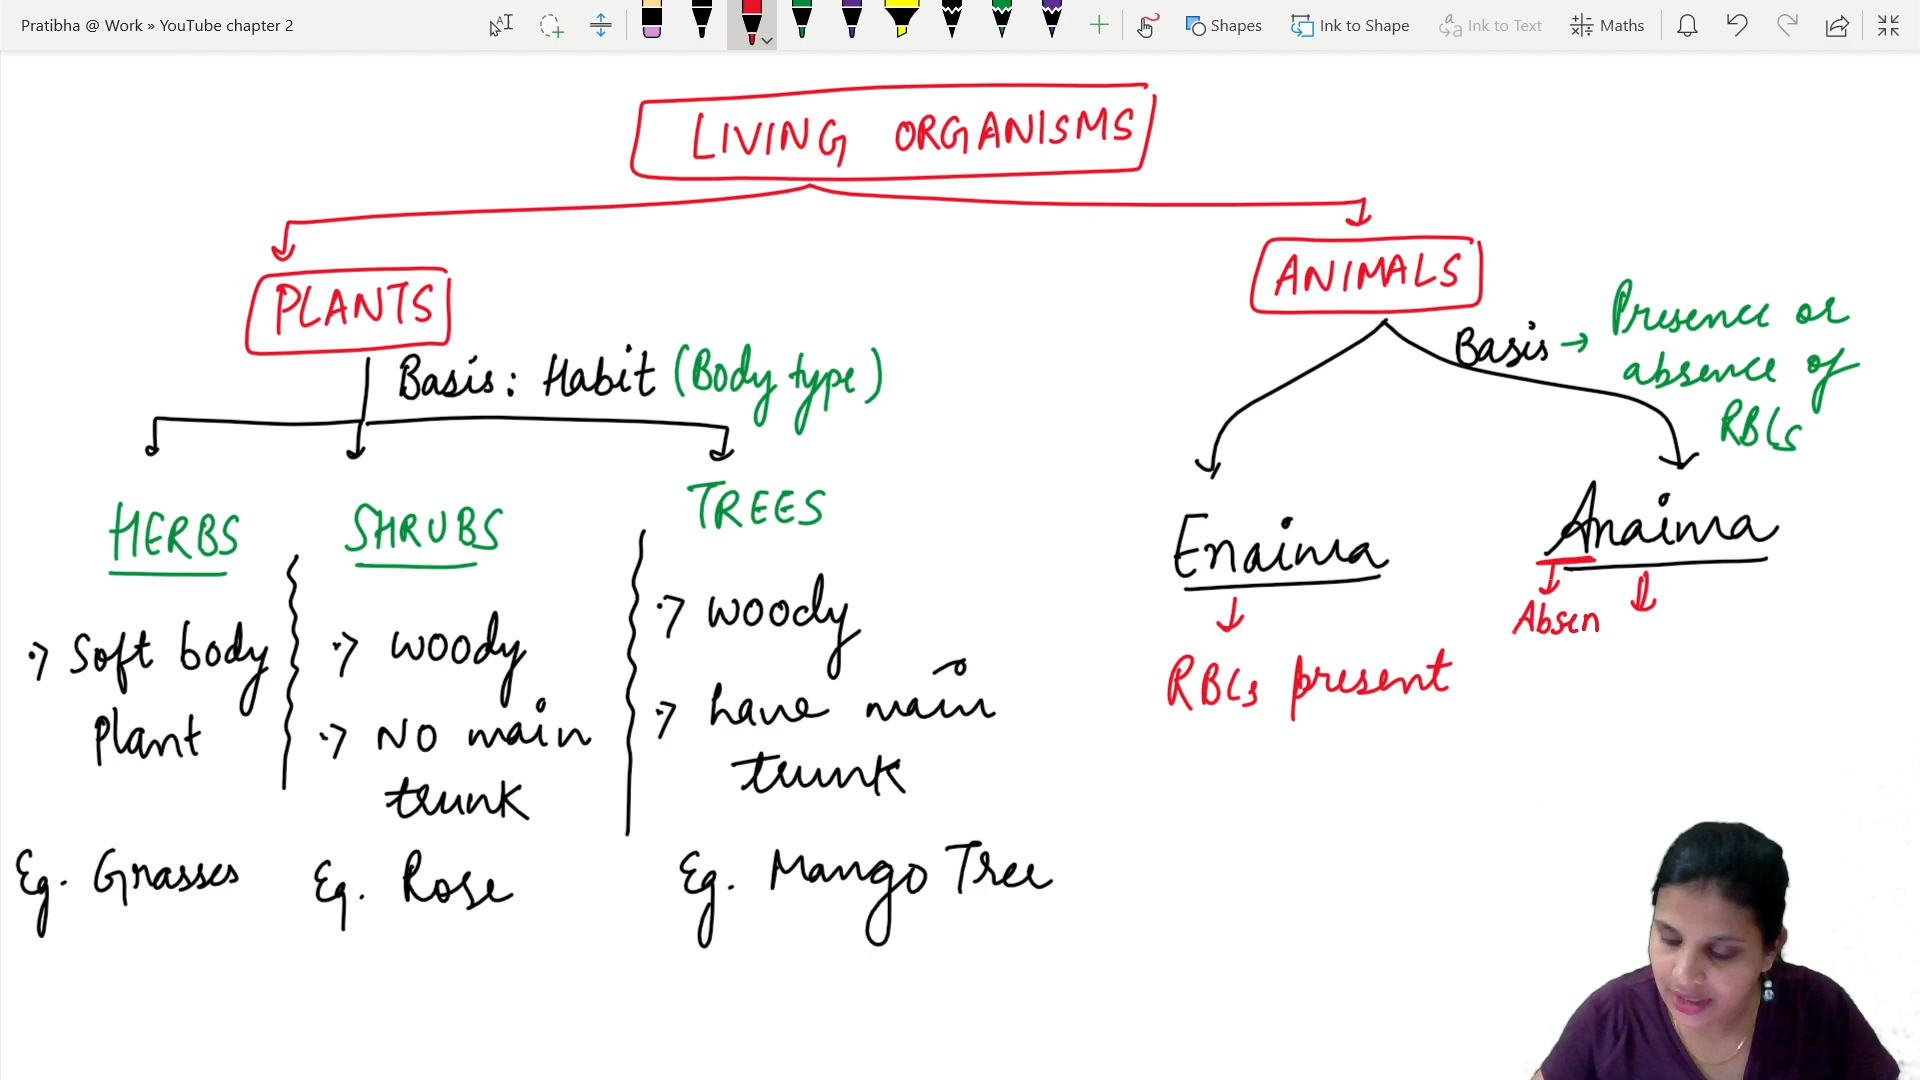 Pratibha @ Work » YouTube chapter 2
Shapes
Ink to Shape
Ink to Text
Maths
LIVING ORGANISMS
PLANTS
ANIMALS
Basis: Habit (Body type)
Basis → Presence or
absence of
RBCs
HERBS
SHRUBS
TREES
Enaima
Anaima
Soft body
plant
woody
No main
trunk
woody
have main
trunk
RBCs present
Absen
Eg. Grasses
Eg. Rose
Eg. Mango Tree